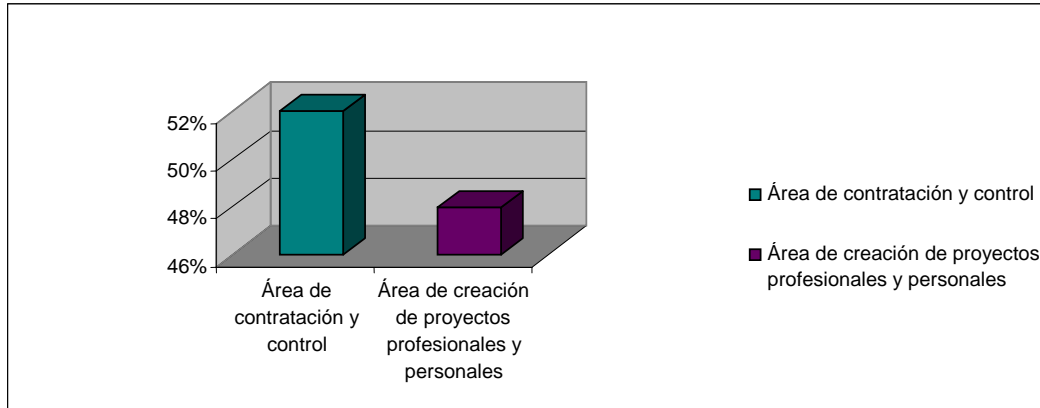 52%
50%
48%
46%
Área de
contratación y
control
Área de creación
de proyectos
profesionales y
personales
Área de contratación y control
Área de creación de proyectos
profesionales y personales